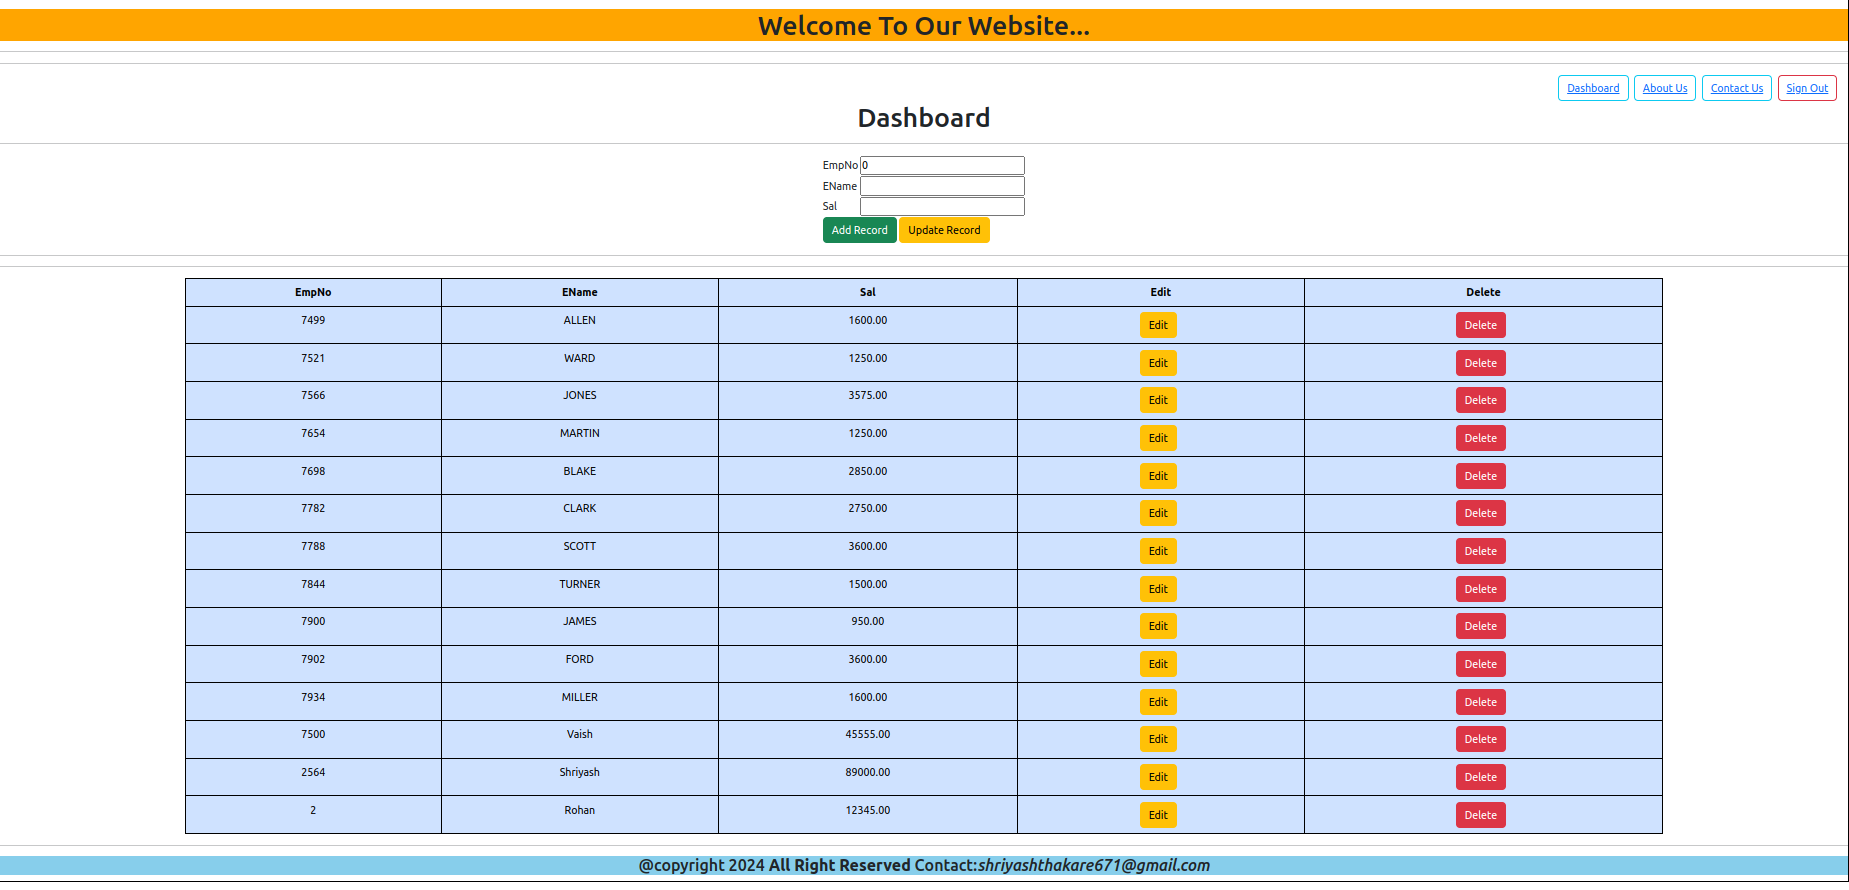 Welcome To Our Website...
Dashboard About Us Contact Us Sign Out
Dashboard
EmpNo 0
EName
Sal
Add Record Update Record
EmpNo EName Sal Edit Delete
7499 ALLEN 1600.00 Edit Delete
7521 WARD 1250.00 Edit Delete
7566 JONES 3575.00 Edit Delete
7654 MARTIN 1250.00 Edit Delete
7698 BLAKE 2850.00 Edit Delete
7782 CLARK 2750.00 Edit Delete
7788 SCOTT 3600.00 Edit Delete
7844 TURNER 1500.00 Edit Delete
7900 JAMES 950.00 Edit Delete
7902 FORD 3600.00 Edit Delete
7934 MILLER 1600.00 Edit Delete
7500 Vaish 45555.00 Edit Delete
2564 Shriyash 89000.00 Edit Delete
2 Rohan 12345.00 Edit Delete
@copyright 2024 All Right Reserved Contact:shriyashthakare671@gmail.com